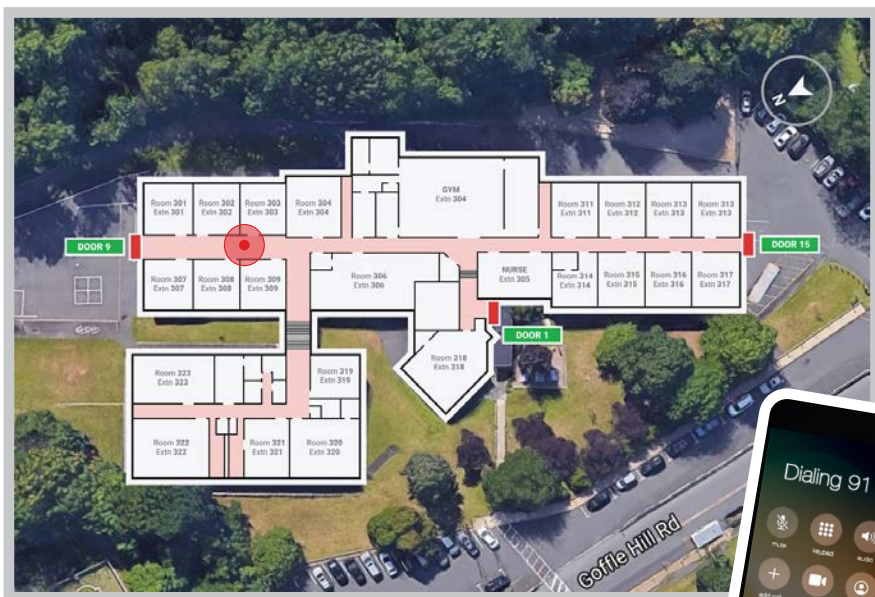 N
Room 301
Extn 301
Room 302
Extn 302
Room 303
Extn 303
Room 304
Extn 304
GYM
Extn 304
Room 311
Extn 311
Room 312
Extn 312
Room 313
Extn 313
Room 313
Extn 313
DOOR 9
DOOR 15
Room 307
Extn 307
Room 308
Extn 308
Room 309
Extn 309
Room 306
Extn 306
NURSE
Extn 305
Room 314
Extn 314
Room 315
Extn 315
Room 316
Extn 316
Room 317
Extn 317
DOOR 1
Room 318
Extn 318
Room 323
Extn 323
Room 319
Extn 319
Room 322
Extn 322
Room 321
Extn 321
Room 320
Extn 320
Goffle Hill Rd
Dialing 91
mute
keypad
audio